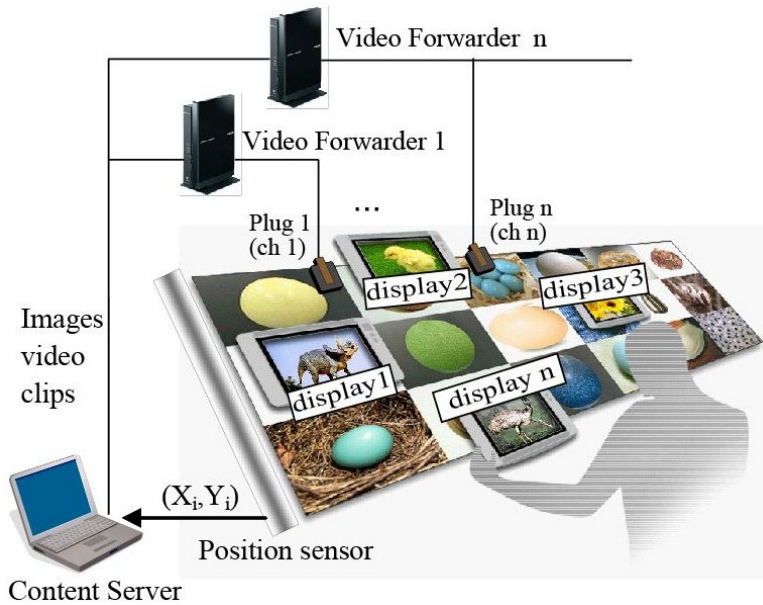 Video Forwarder n
Video Forwarder 1
...
Plug 1
(ch 1)
Plug n
(ch n)
display2
display3
display1
display n
Images
video
clips
(Xi,Yi)
Position sensor
Content Server